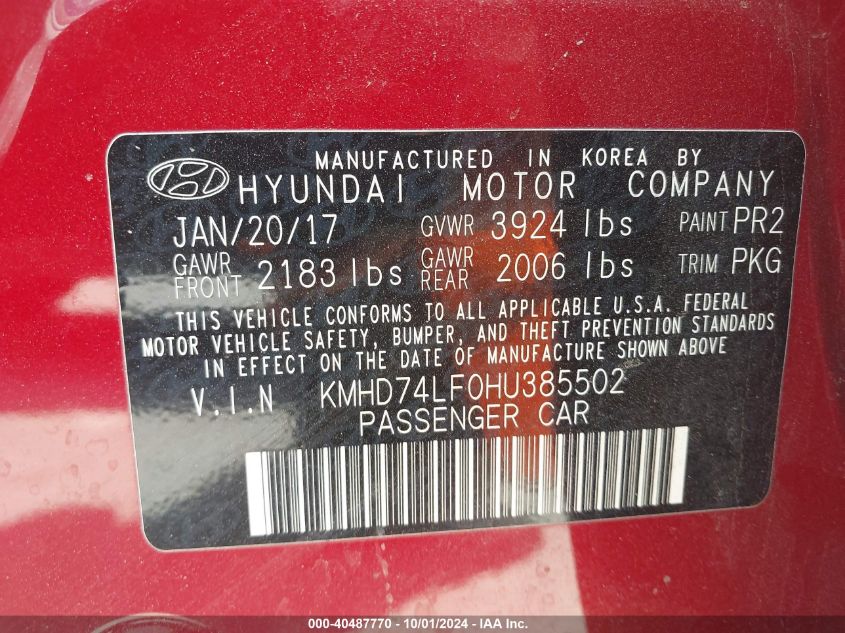 MANUFACTURED IN KOREA BY
HYUNDAI MOTOR COMPANY
JAN/20/17 GVWR 3924 lbs PAINT PR2
GAWR FRONT 2183 lbs GAWR REAR 2006 lbs TRIM PKG
THIS VEHICLE CONFORMS TO ALL APPLICABLE U.S.A. FEDERAL
MOTOR VEHICLE SAFETY, BUMPER, AND THEFT PREVENTION STANDARDS
IN EFFECT ON THE DATE OF MANUFACTURE SHOWN ABOVE.
V.I.N KMHD74LF0HU385502
PASSENGER CAR
000-40487770 - 10/01/2024 - IAA Inc.